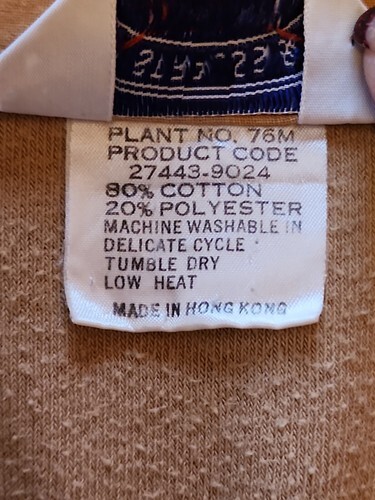 PLANT NO. 76M
PRODUCT CODE
27443-9024
80% COTTON
20% POLYESTER
MACHINE WASHABLE IN
DELICATE CYCLE
TUMBLE DRY
LOW HEAT
MADE IN HONG KONG